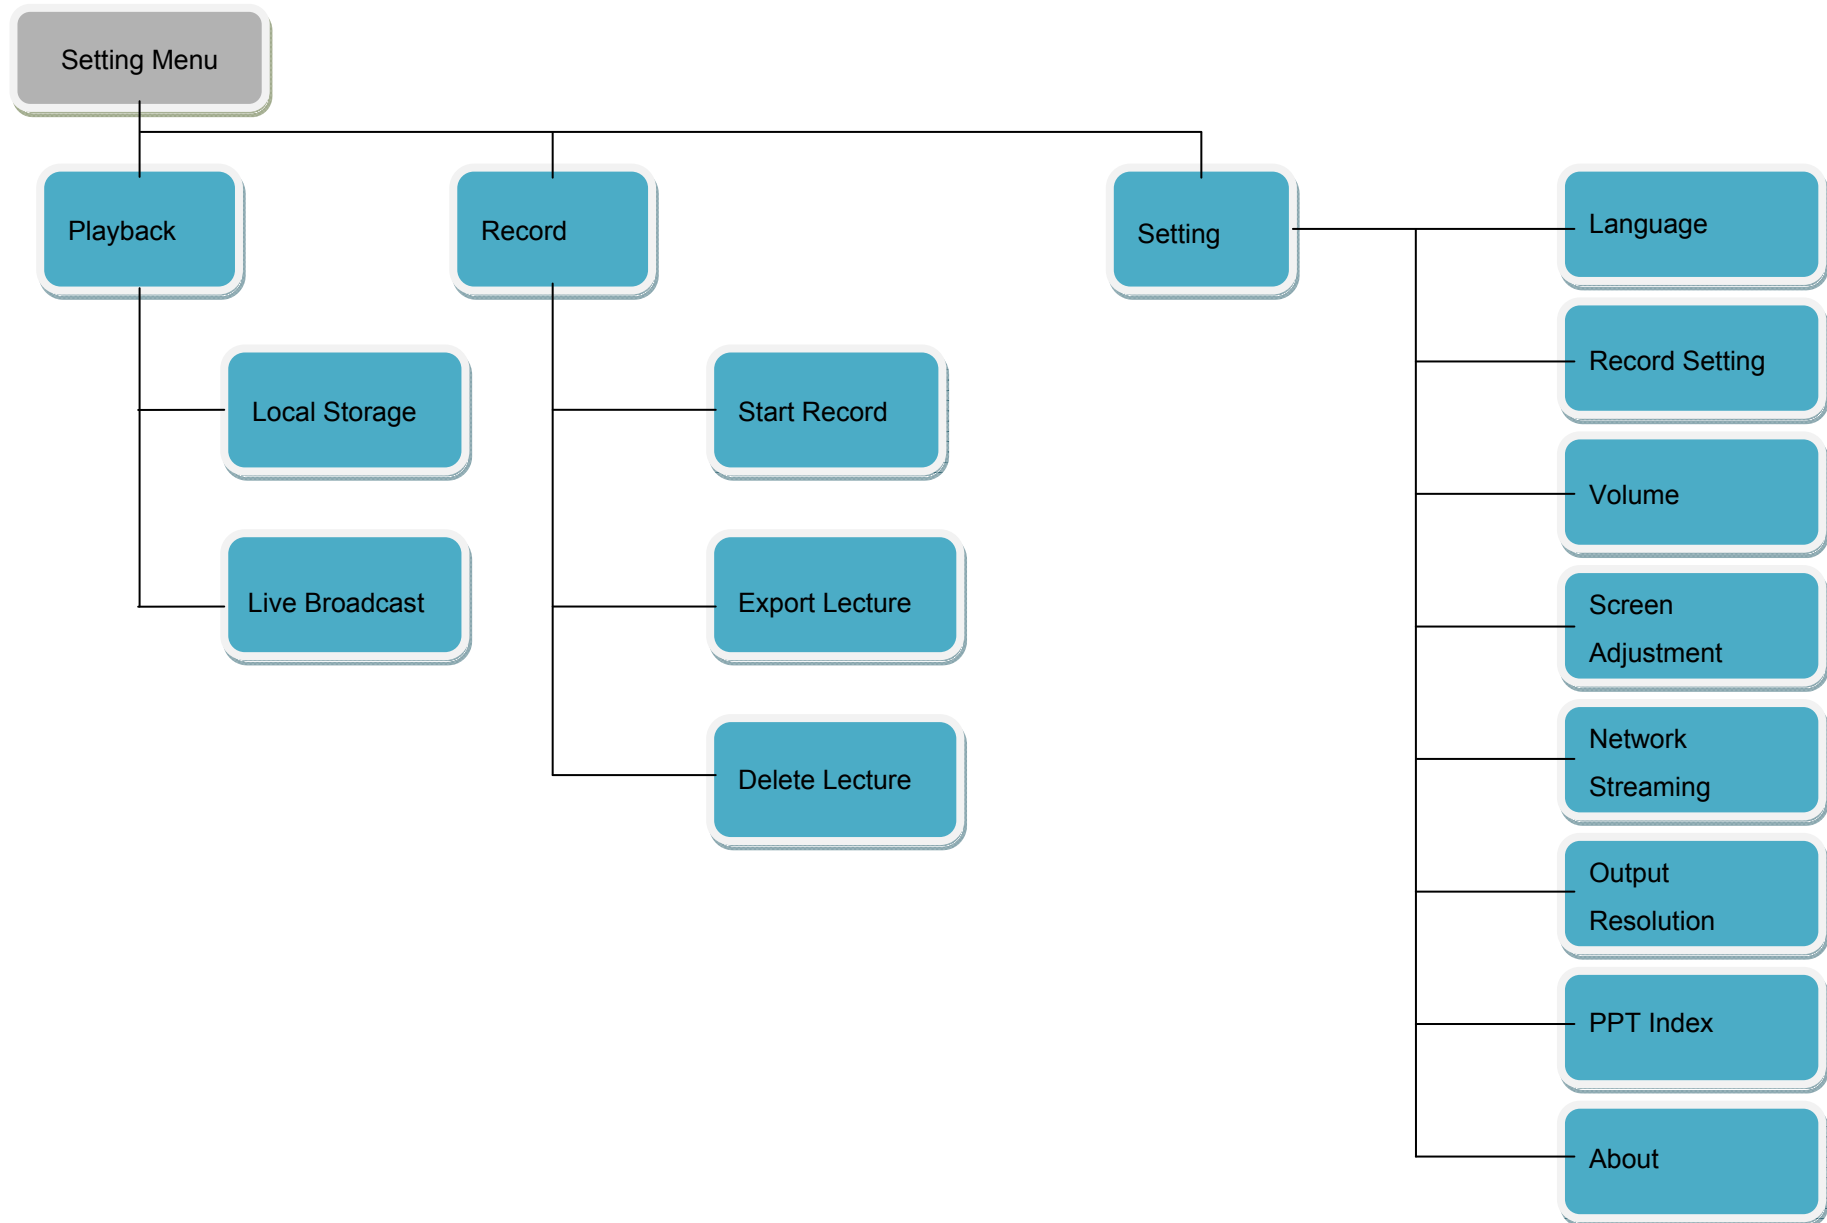 Setting Menu
Playback
Record
Setting
Local Storage
Live Broadcast
Start Record
Export Lecture
Delete Lecture
Language
Record Setting
Volume
Screen
Adjustment
Network
Streaming
Output
Resolution
PPT Index
About